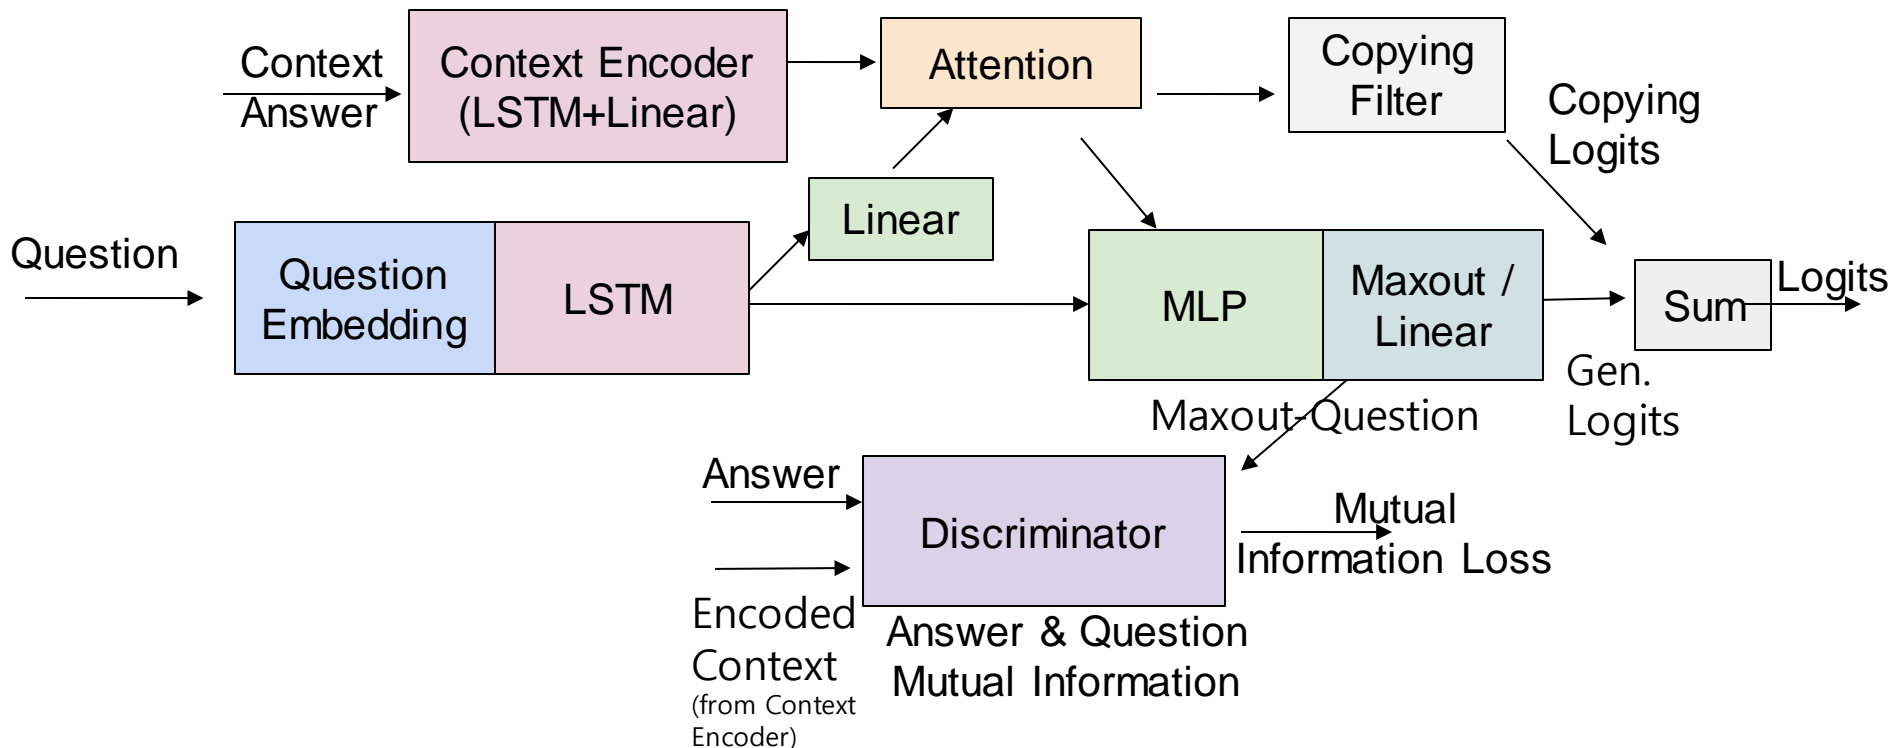 Context
Answer
Context Encoder
(LSTM+Linear)
Attention
Copying
Filter
Copying
Logits
Linear
Question
Question
Embedding
LSTM
MLP
Maxout /
Linear
Sum
Logits
Gen.
Logits
Maxout-Question
Answer
Discriminator
Mutual
Information Loss
Encoded
Context
(from Context
Encoder)
Answer & Question
Mutual Information